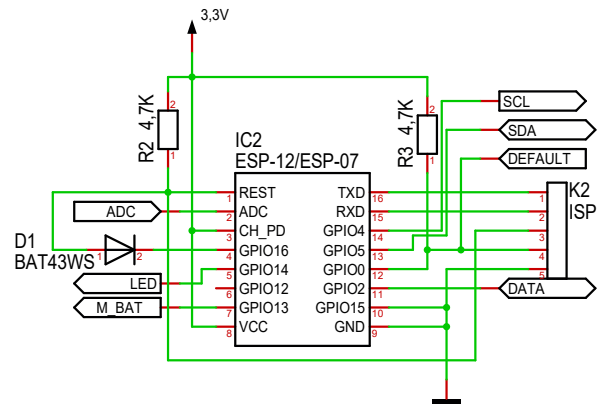 3,3V
R2 4,7K
2
1
R3 4,7K
2
1
IC2
ESP-12/ESP-07
SCL
SDA
DEFAULT
K2
ISP
1
2
3
4
5
ADC
D1
BAT43WS
1
2
LED
M_BAT
DATA
REST
ADC
CH_PD
GPIO16
GPIO14
GPIO12
GPIO13
VCC
1
2
3
4
5
6
7
8
TXD
RXD
GPIO4
GPIO5
GPIO0
GPIO2
GPIO15
GND
16
15
14
13
12
11
10
9